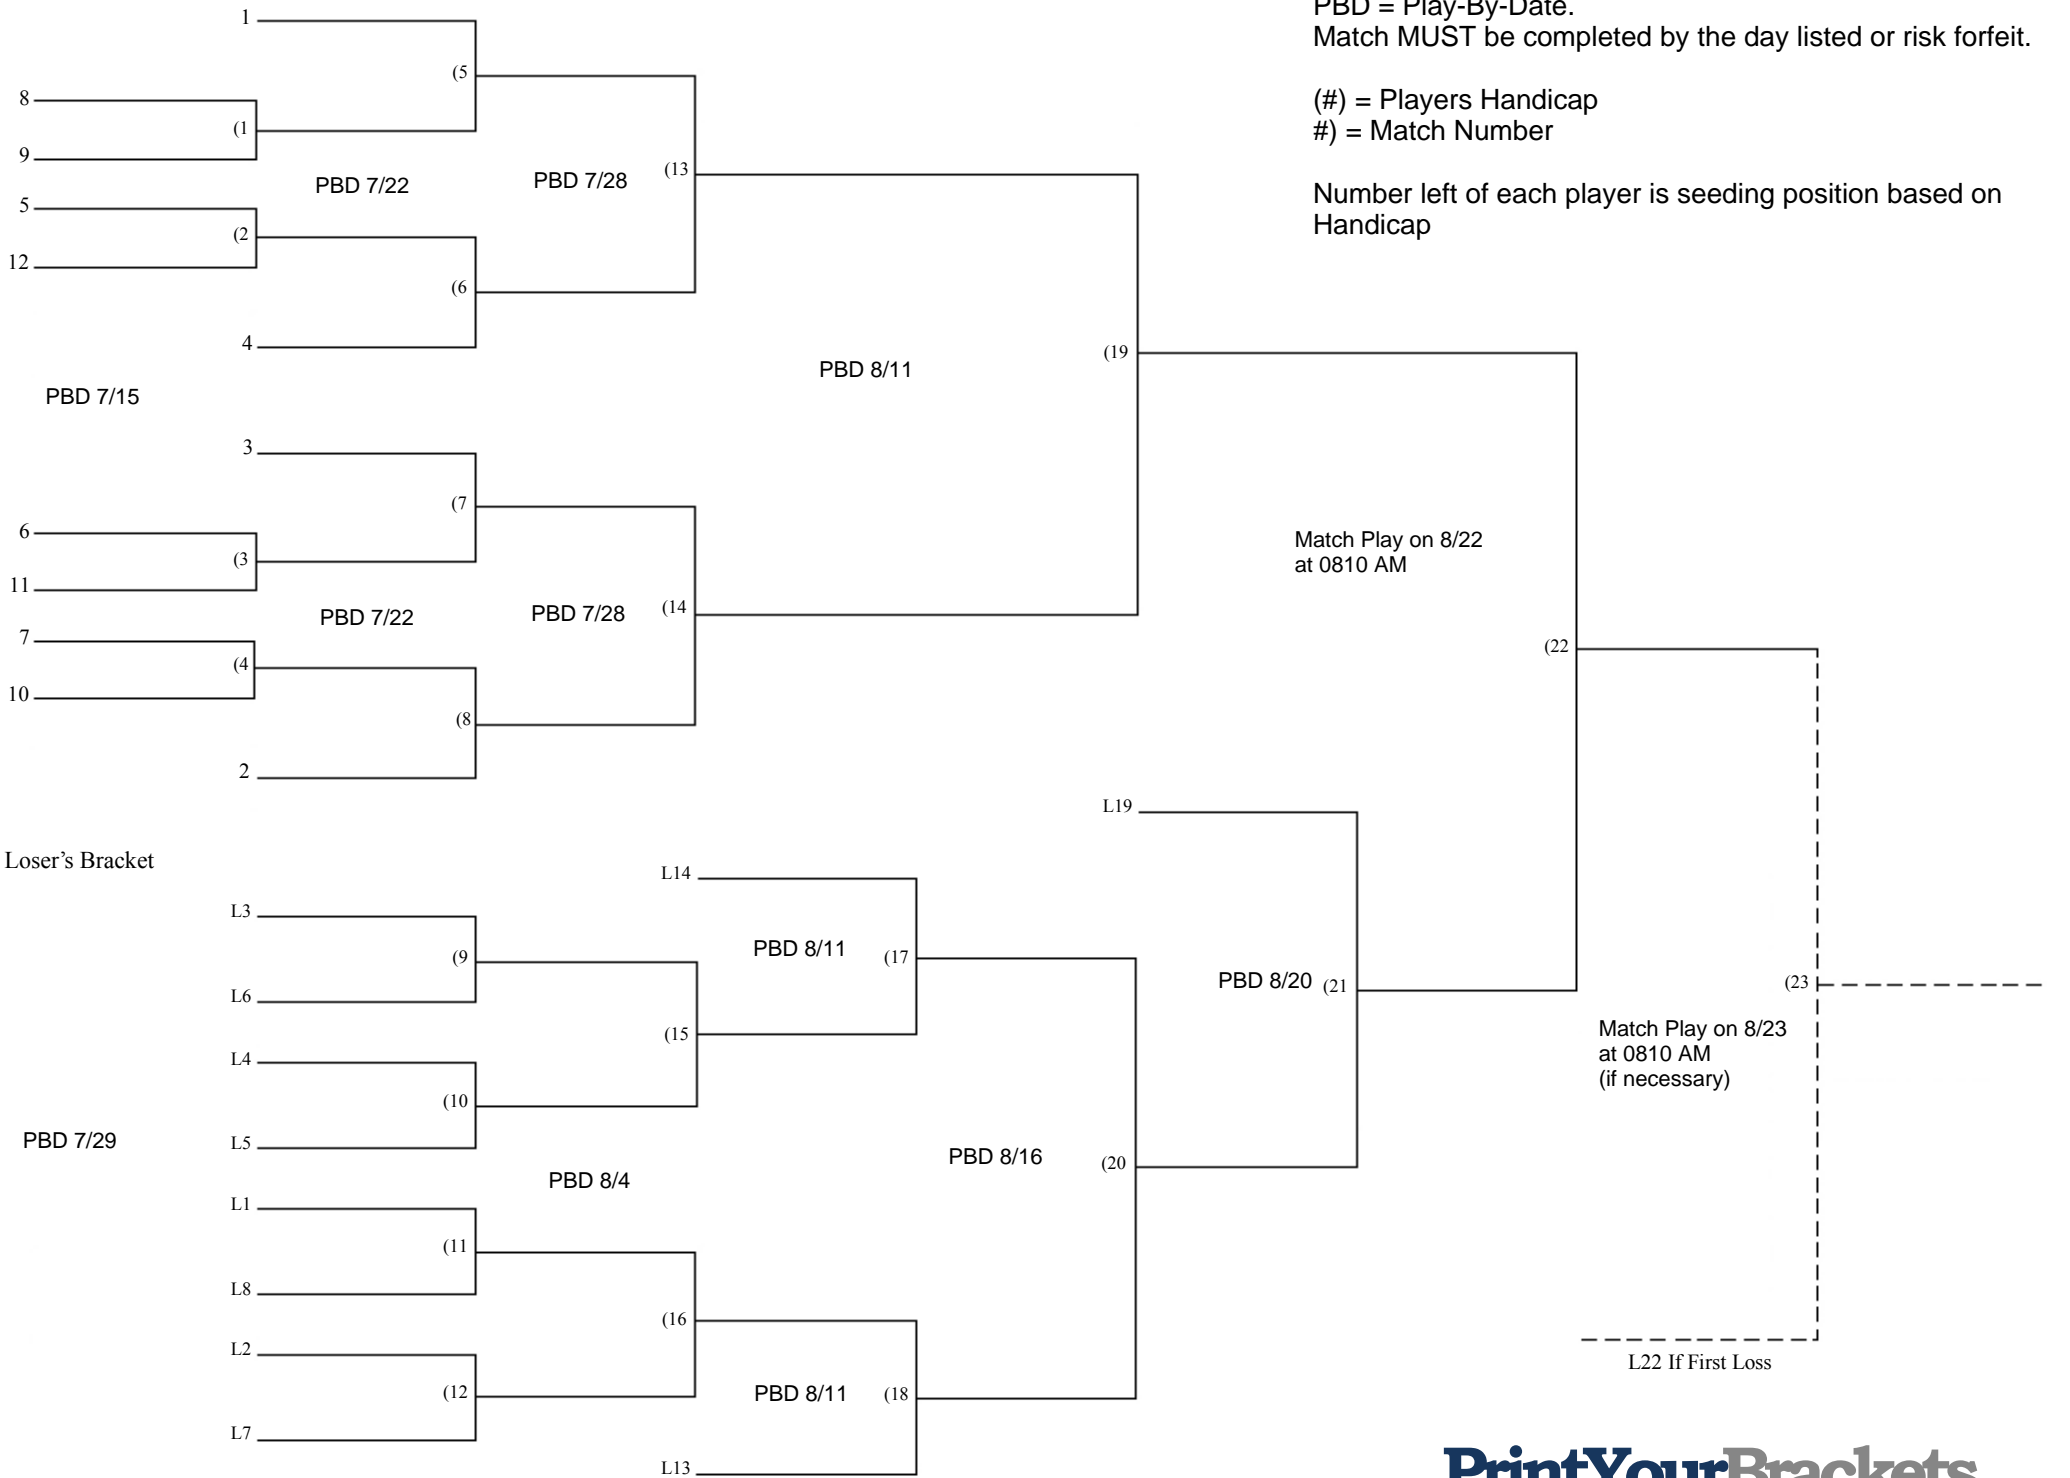 PBD = Play-By-Date.
Match MUST be completed by the day listed or risk forfeit.
(#) = Players Handicap
#) = Match Number
Number left of each player is seeding position based on
Handicap
1
(5
8
(1
9
PBD 7/22
PBD 7/28
(13
5
(2
12
(6
4
PBD 8/11
(19
PBD 7/15
3
(7
6
(3
11
Match Play on 8/22
at 0810 AM
PBD 7/22
PBD 7/28
(14
7
(4
10
(22
(8
2
L19
Loser’s Bracket
L14
L3
(9
PBD 8/11
(17
L6
PBD 8/20
(21
(23
(15
Match Play on 8/23
at 0810 AM
(if necessary)
L4
(10
PBD 7/29
L5
PBD 8/16
(20
PBD 8/4
L1
(11
L8
(16
L2
L22 If First Loss
(12
PBD 8/11
(18
L7
L13
PrintYourBrackets